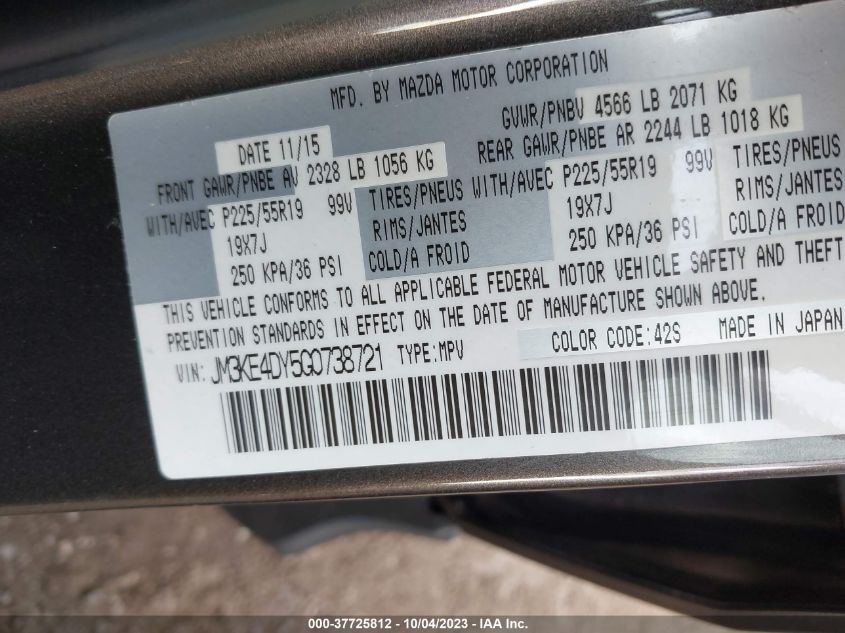 MFD. BY MAZDA MOTOR CORPORATION
DATE 11/15
GVWR/PNBV 4566 LB 2071 KG
FRONT GAWR/PNBE AV 2328 LB 1056 KG
REAR GAWR/PNBE AR 2244 LB 1018 KG
WITH/AVEC P225/55R19 99V TIRES/PNEUS WITH/AVEC P225/55R19 99V TIRES/PNEUS
19X7J RIMS/JANTES 19X7J RIMS/JANTES
250 KPA/36 PSI COLD/A FROID 250 KPA/36 PSI COLD/A FROID
THIS VEHICLE CONFORMS TO ALL APPLICABLE FEDERAL MOTOR VEHICLE SAFETY AND THEFT
PREVENTION STANDARDS IN EFFECT ON THE DATE OF MANUFACTURE SHOWN ABOVE.
VIN: JM3KE4DY5G0738721 TYPE:MPV COLOR CODE:42S MADE IN JAPAN
000-37725812 - 10/04/2023 - IAA Inc.